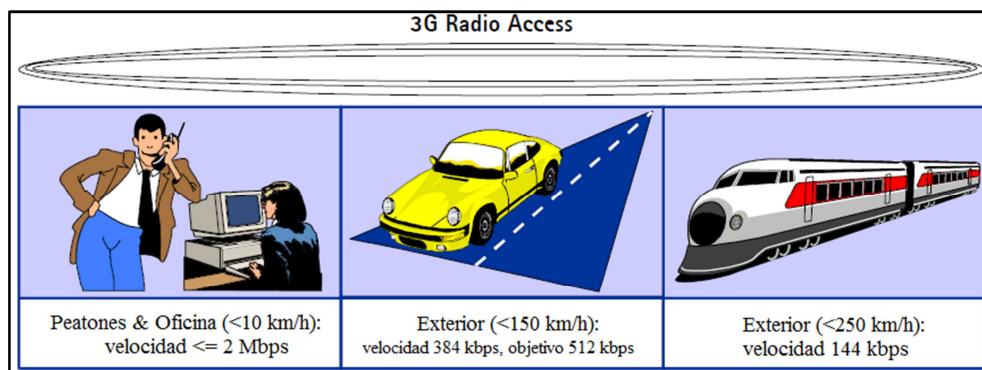 3G Radio Access
Peatones & Oficina (<10 km/h):
velocidad <= 2 Mbps
Exterior (<150 km/h):
velocidad 384 kbps, objetivo 512 kbps
Exterior (<250 km/h):
velocidad 144 kbps